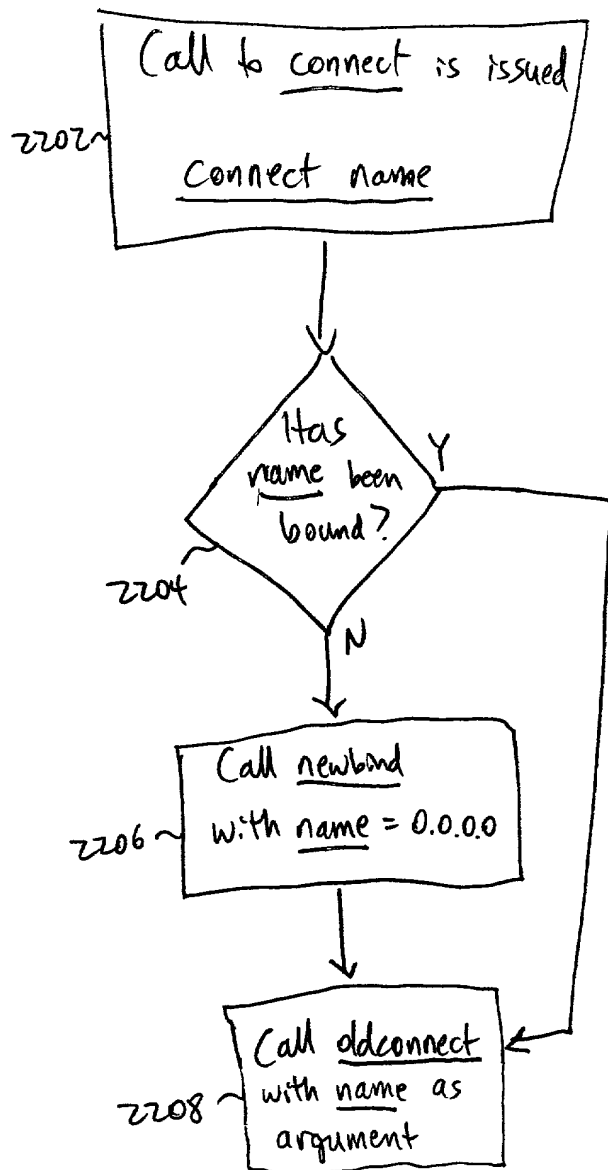 Call to connect is issued
2202
connect name
Has
name been
bound?
Y
2204
N
Call newbind
with name = 0.0.0.0
2206
Call oldconnect
with name as
2208
argument